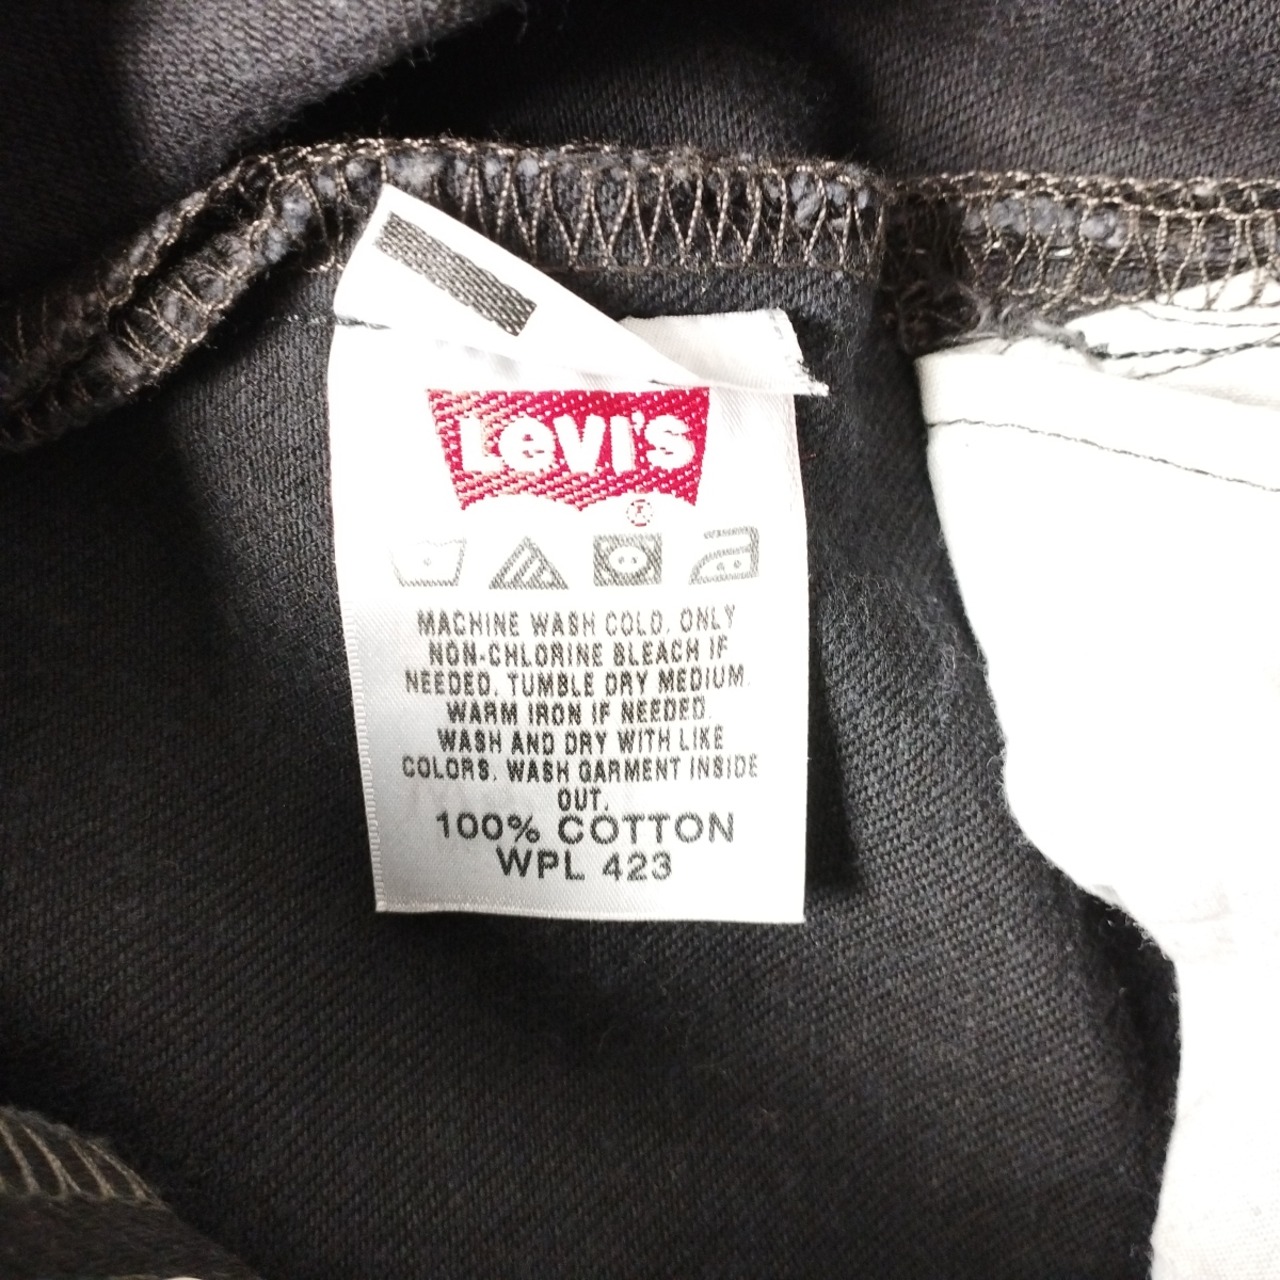 Levi's
®
MACHINE WASH COLD, ONLY
NON-CHLORINE BLEACH IF
NEEDED. TUMBLE DRY MEDIUM.
WARM IRON IF NEEDED.
WASH AND DRY WITH LIKE
COLORS. WASH GARMENT INSIDE
OUT.
100% COTTON
WPL 423